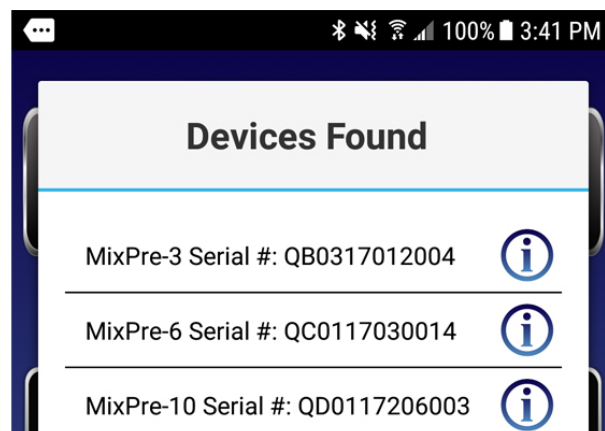 100% 3:41 PM
Devices Found
MixPre-3 Serial #: QB0317012004
MixPre-6 Serial #: QC0117030014
MixPre-10 Serial #: QD0117206003